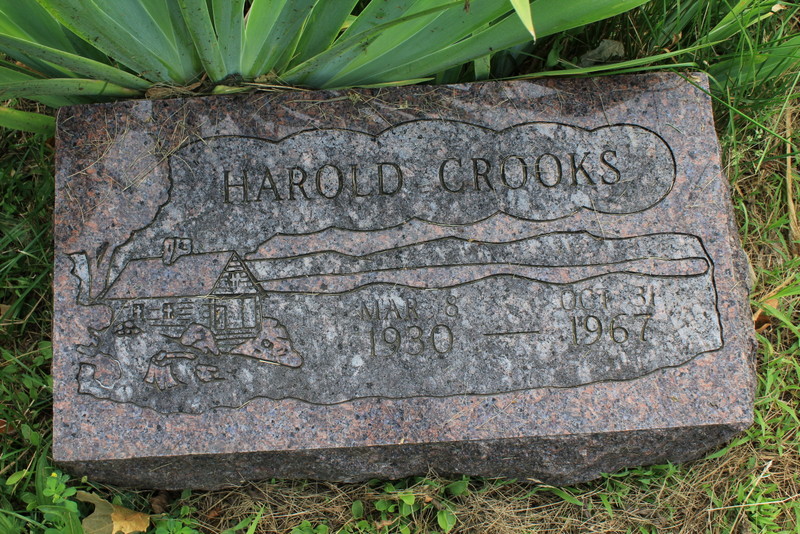 HAROLD CROOKS
MAR. 8 OCT. 31
1930 — 1967